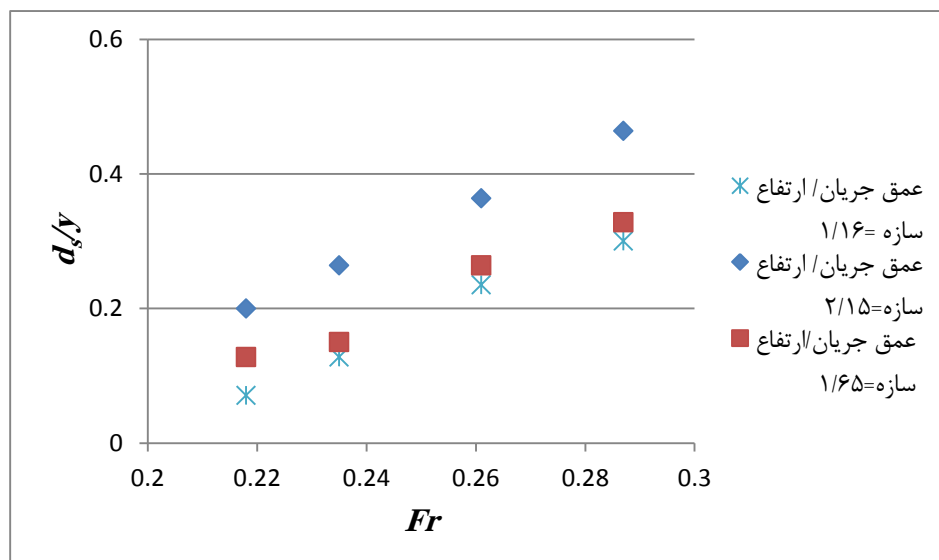 0.6
0.4
0.2
0
d_s/y
0.2
0.22
0.24
0.26
0.28
0.3
Fr
عمق جریان/ ارتفاع
سازه =۱/۱۶
عمق جریان/ ارتفاع
سازه=۲/۱۵
عمق جریان/ارتفاع
سازه=۱/۶۵